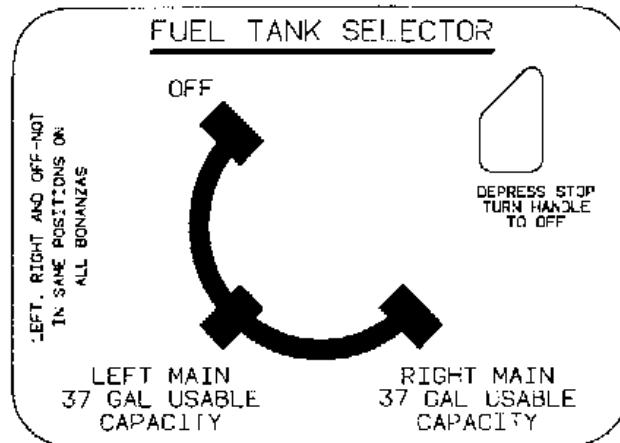 FUEL TANK SELECTOR
OFF
LEFT, RIGHT AND OFF-NOT
IN SAME POSITIONS ON
ALL BONANZAS
DEPRESS STOP
TURN HANDLE
TO OFF
LEFT MAIN
37 GAL USABLE
CAPACITY
RIGHT MAIN
37 GAL USABLE
CAPACITY